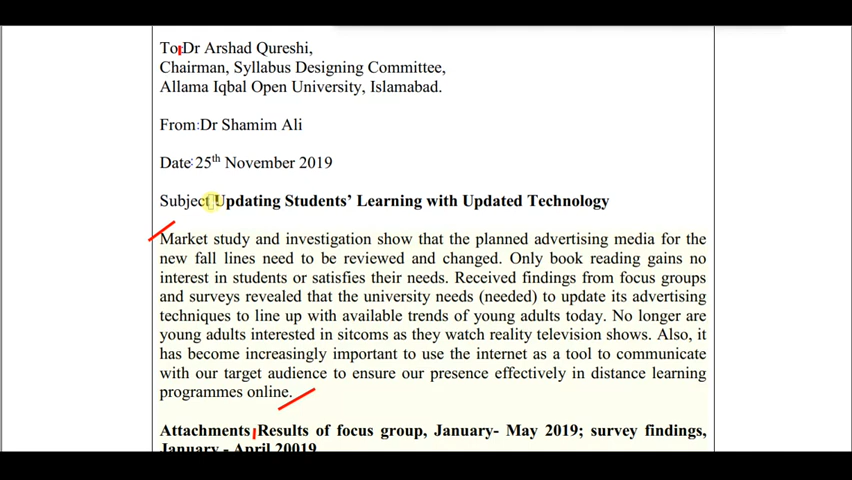 To:Dr Arshad Qureshi,
Chairman, Syllabus Designing Committee,
Allama Iqbal Open University, Islamabad.
From:Dr Shamim Ali
Date:25th November 2019
Subject Updating Students’ Learning with Updated Technology
Market study and investigation show that the planned advertising media for the
new fall lines need to be reviewed and changed. Only book reading gains no
interest in students or satisfies their needs. Received findings from focus groups
and surveys revealed that the university needs (needed) to update its advertising
techniques to line up with available trends of young adults today. No longer are
young adults interested in sitcoms as they watch reality television shows. Also, it
has become increasingly important to use the internet as a tool to communicate
with our target audience to ensure our presence effectively in distance learning
programmes online.
Attachments Results of focus group, January- May 2019; survey findings,
January - April 20019